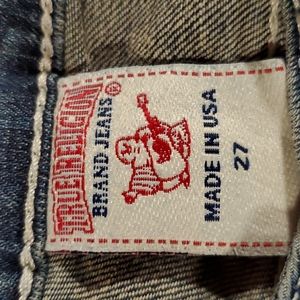 TRUE RELIGION®
BRAND JEANS
MADE IN USA
27